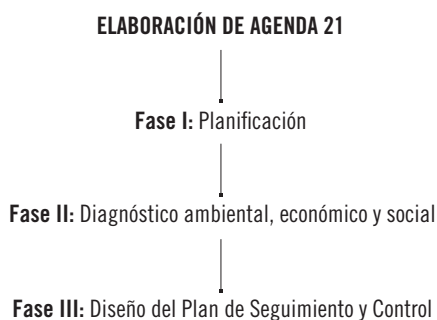 ELABORACIÓN DE AGENDA 21
Fase I: Planificación
Fase II: Diagnóstico ambiental, económico y social
Fase III: Diseño del Plan de Seguimiento y Control